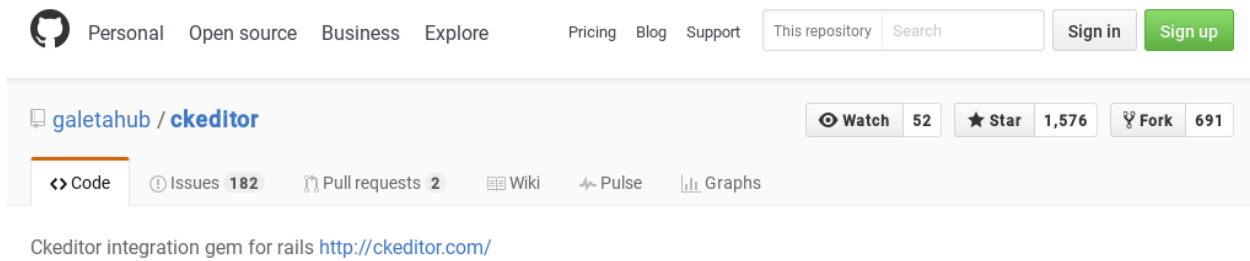 Personal Open source Business Explore Pricing Blog Support This repository Search Sign in Sign up
galetahub / ckeditor Watch 52 Star 1,576 Fork 691
Code Issues 182 Pull requests 2 Wiki Pulse Graphs
Ckeditor integration gem for rails http://ckeditor.com/